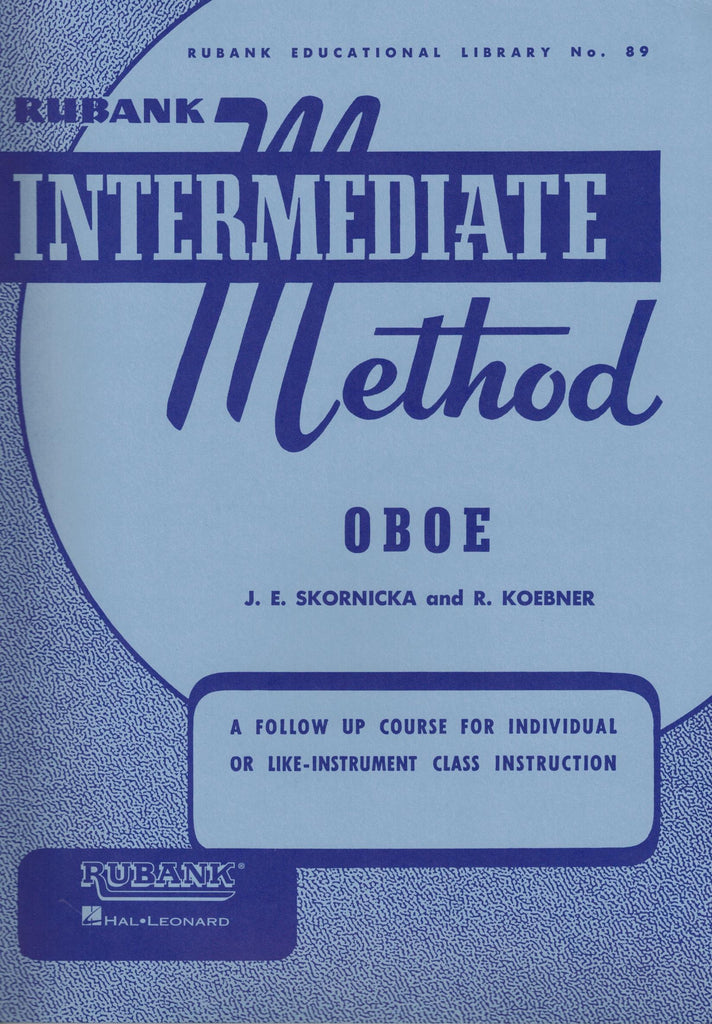 RUBANK EDUCATIONAL LIBRARY No. 89
RUBANK
INTERMEDIATE
Method
OBOE
J. E. SKORNICKA and R. KOEBNER
A FOLLOW UP COURSE FOR INDIVIDUAL
OR LIKE-INSTRUMENT CLASS INSTRUCTION
RUBANK®
HAL•LEONARD